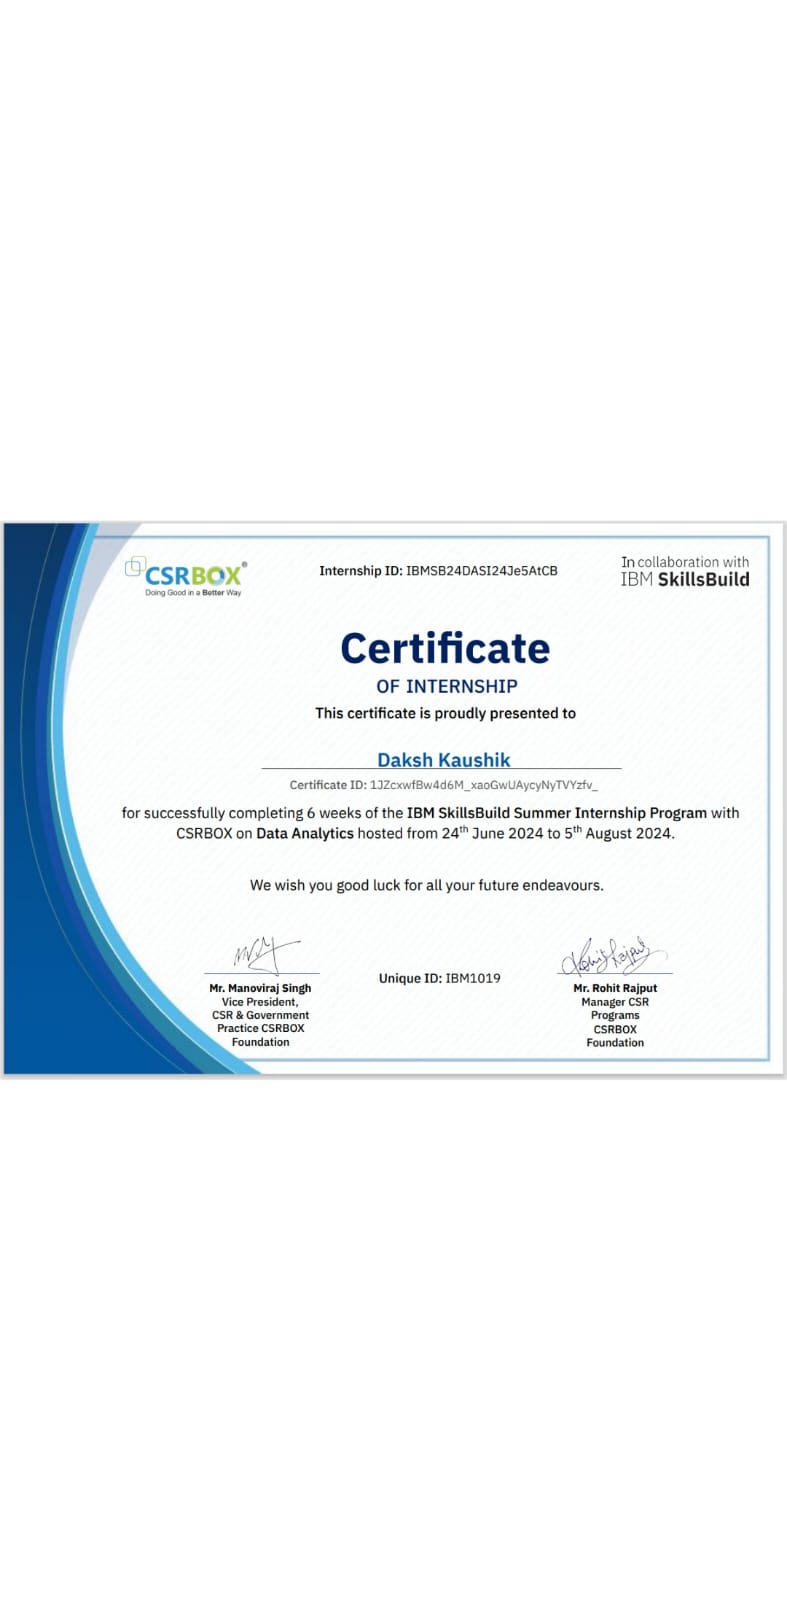 CSRBOX®
Doing Good in a Better Way
Internship ID: IBMSB24DASI24Je5AtCB
In collaboration with
IBM SkillsBuild
Certificate
OF INTERNSHIP
This certificate is proudly presented to
Daksh Kaushik
Certificate ID: 1JZcxwfBw4d6M_xaoGwUAycyNyTVYzfv_
for successfully completing 6 weeks of the IBM SkillsBuild Summer Internship Program with
CSRBOX on Data Analytics hosted from 24th June 2024 to 5th August 2024.
We wish you good luck for all your future endeavours.
Mr. Manoviraj Singh
Vice President,
CSR & Government
Practice CSRBOX
Foundation
Unique ID: IBM1019
Rohit Rajput
Mr. Rohit Rajput
Manager CSR
Programs
CSRBOX
Foundation